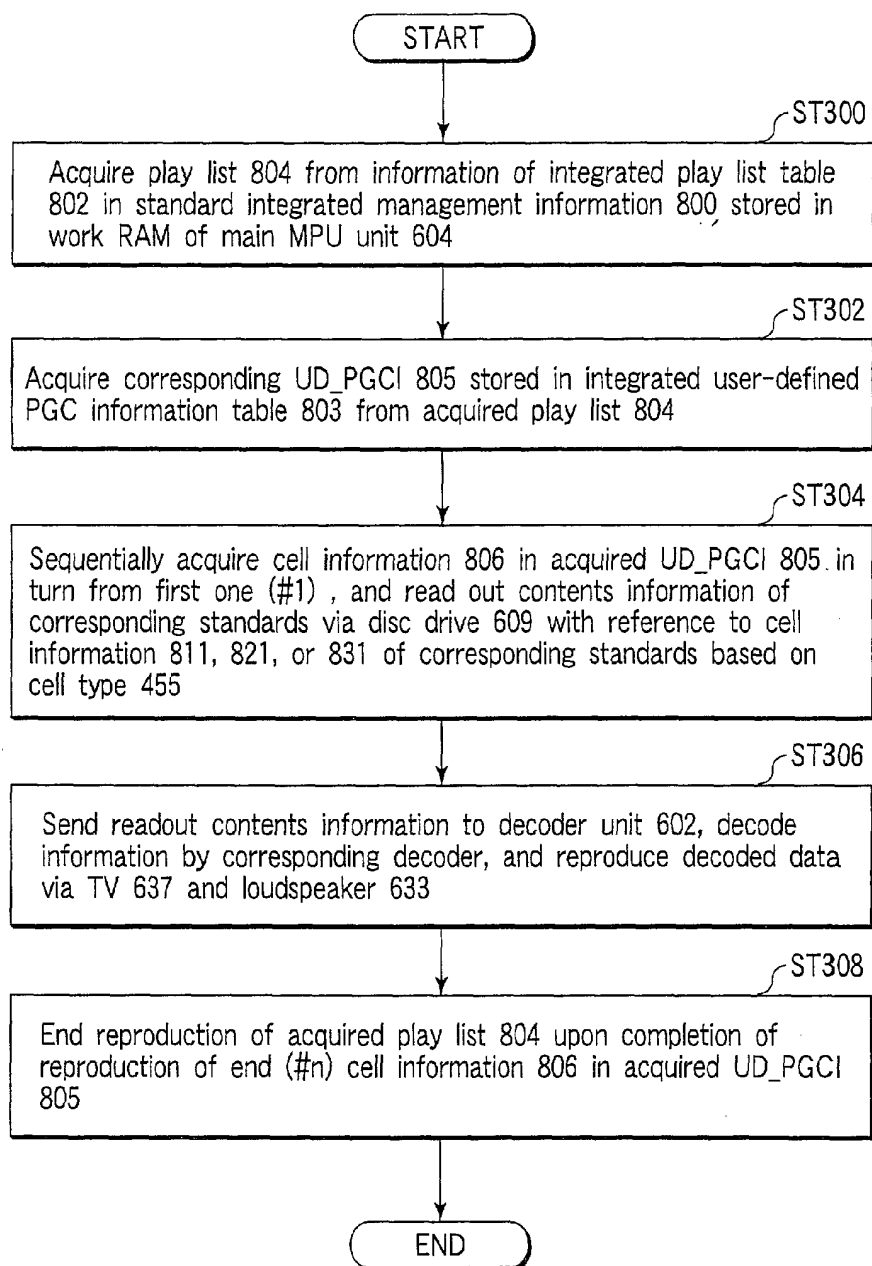 START
ST300
Acquire play list 804 from information of integrated play list table
802 in standard integrated management information 800 stored in
work RAM of main MPU unit 604
ST302
Acquire corresponding UD_PGCI 805 stored in integrated user-defined
PGC information table 803 from acquired play list 804
ST304
Sequentially acquire cell information 806 in acquired UD_PGCI 805 in
turn from first one (#1) , and read out contents information of
corresponding standards via disc drive 609 with reference to cell
information 811, 821, or 831 of corresponding standards based on
cell type 455
ST306
Send readout contents information to decoder unit 602, decode
information by corresponding decoder, and reproduce decoded data
via TV 637 and loudspeaker 633
ST308
End reproduction of acquired play list 804 upon completion of
reproduction of end (#n) cell information 806 in acquired UD_PGCI
805
END